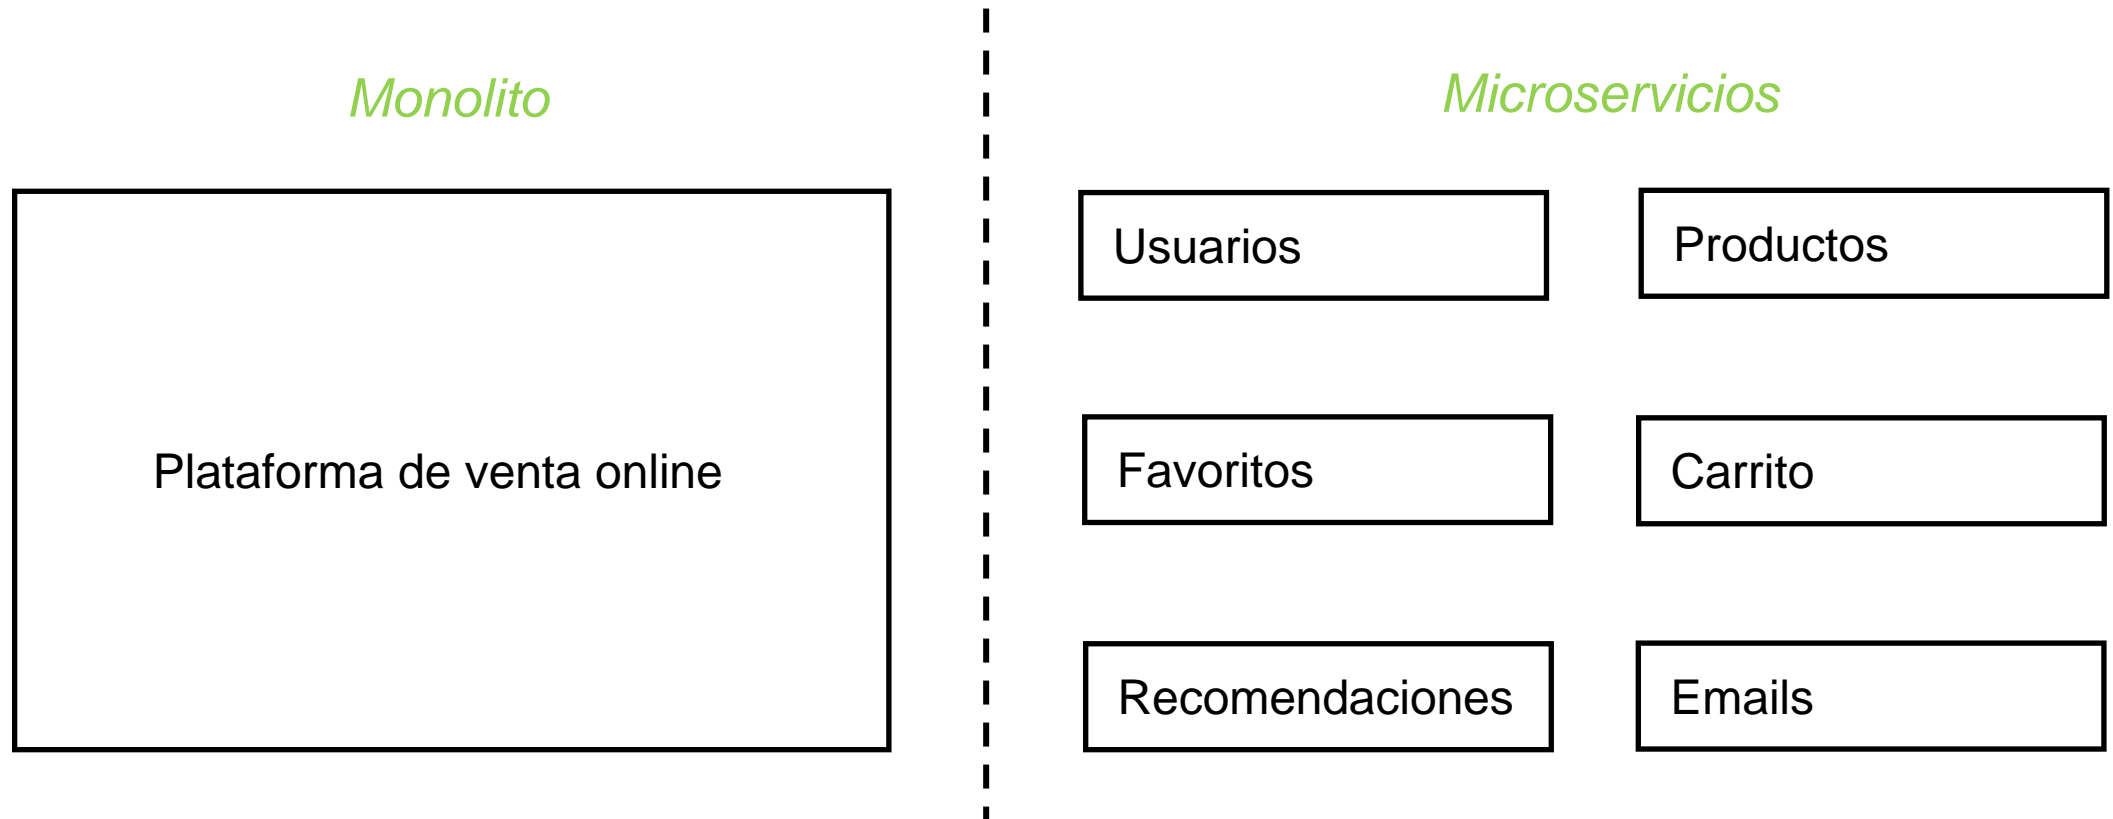 Monolito
Plataforma de venta online
Microservicios
Usuarios
Productos
Favoritos
Carrito
Recomendaciones
Emails